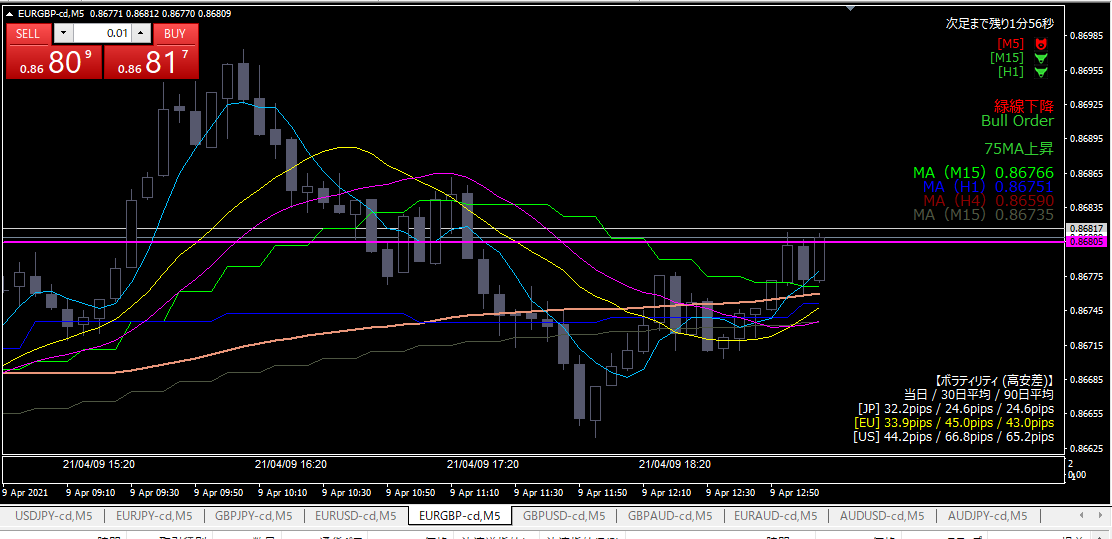 EURGBP-cd,M5 0.86771 0.86812 0.86770 0.86809
SELL 0.01 BUY
0.86 80 9 0.86 81 7
次足まで残り1分56秒
[M5]
[M15]
[H1]
緑線下降
Bull Order
75MA上昇
MA（M15）0.86766
MA（H1）0.86751
MA（H4）0.86590
MA（M15）0.86735
0.86985
0.86955
0.86925
0.86895
0.86865
0.86835
0.86817
0.86805
0.86775
0.86745
0.86715
0.86685
0.86655
0.86625
【ボラティリティ(高安差)】
当日 / 30日平均 / 90日平均
[JP] 32.2pips / 24.6pips / 24.6pips
[EU] 33.9pips / 45.0pips / 43.0pips
[US] 44.2pips / 66.8pips / 65.2pips
21/04/09 15:20 21/04/09 16:20 21/04/09 17:20 21/04/09 18:20
2
0.00
9 Apr 2021 9 Apr 09:10 9 Apr 09:30 9 Apr 09:50 9 Apr 10:10 9 Apr 10:30 9 Apr 10:50 9 Apr 11:10 9 Apr 11:30 9 Apr 11:50 9 Apr 12:10 9 Apr 12:30 9 Apr 12:50
USDJPY-cd,M5 EURJPY-cd,M5 GBPJPY-cd,M5 EURUSD-cd,M5 EURGBP-cd,M5 GBPUSD-cd,M5 GBPAUD-cd,M5 EURAUD-cd,M5 AUDUSD-cd,M5 AUDJPY-cd,M5